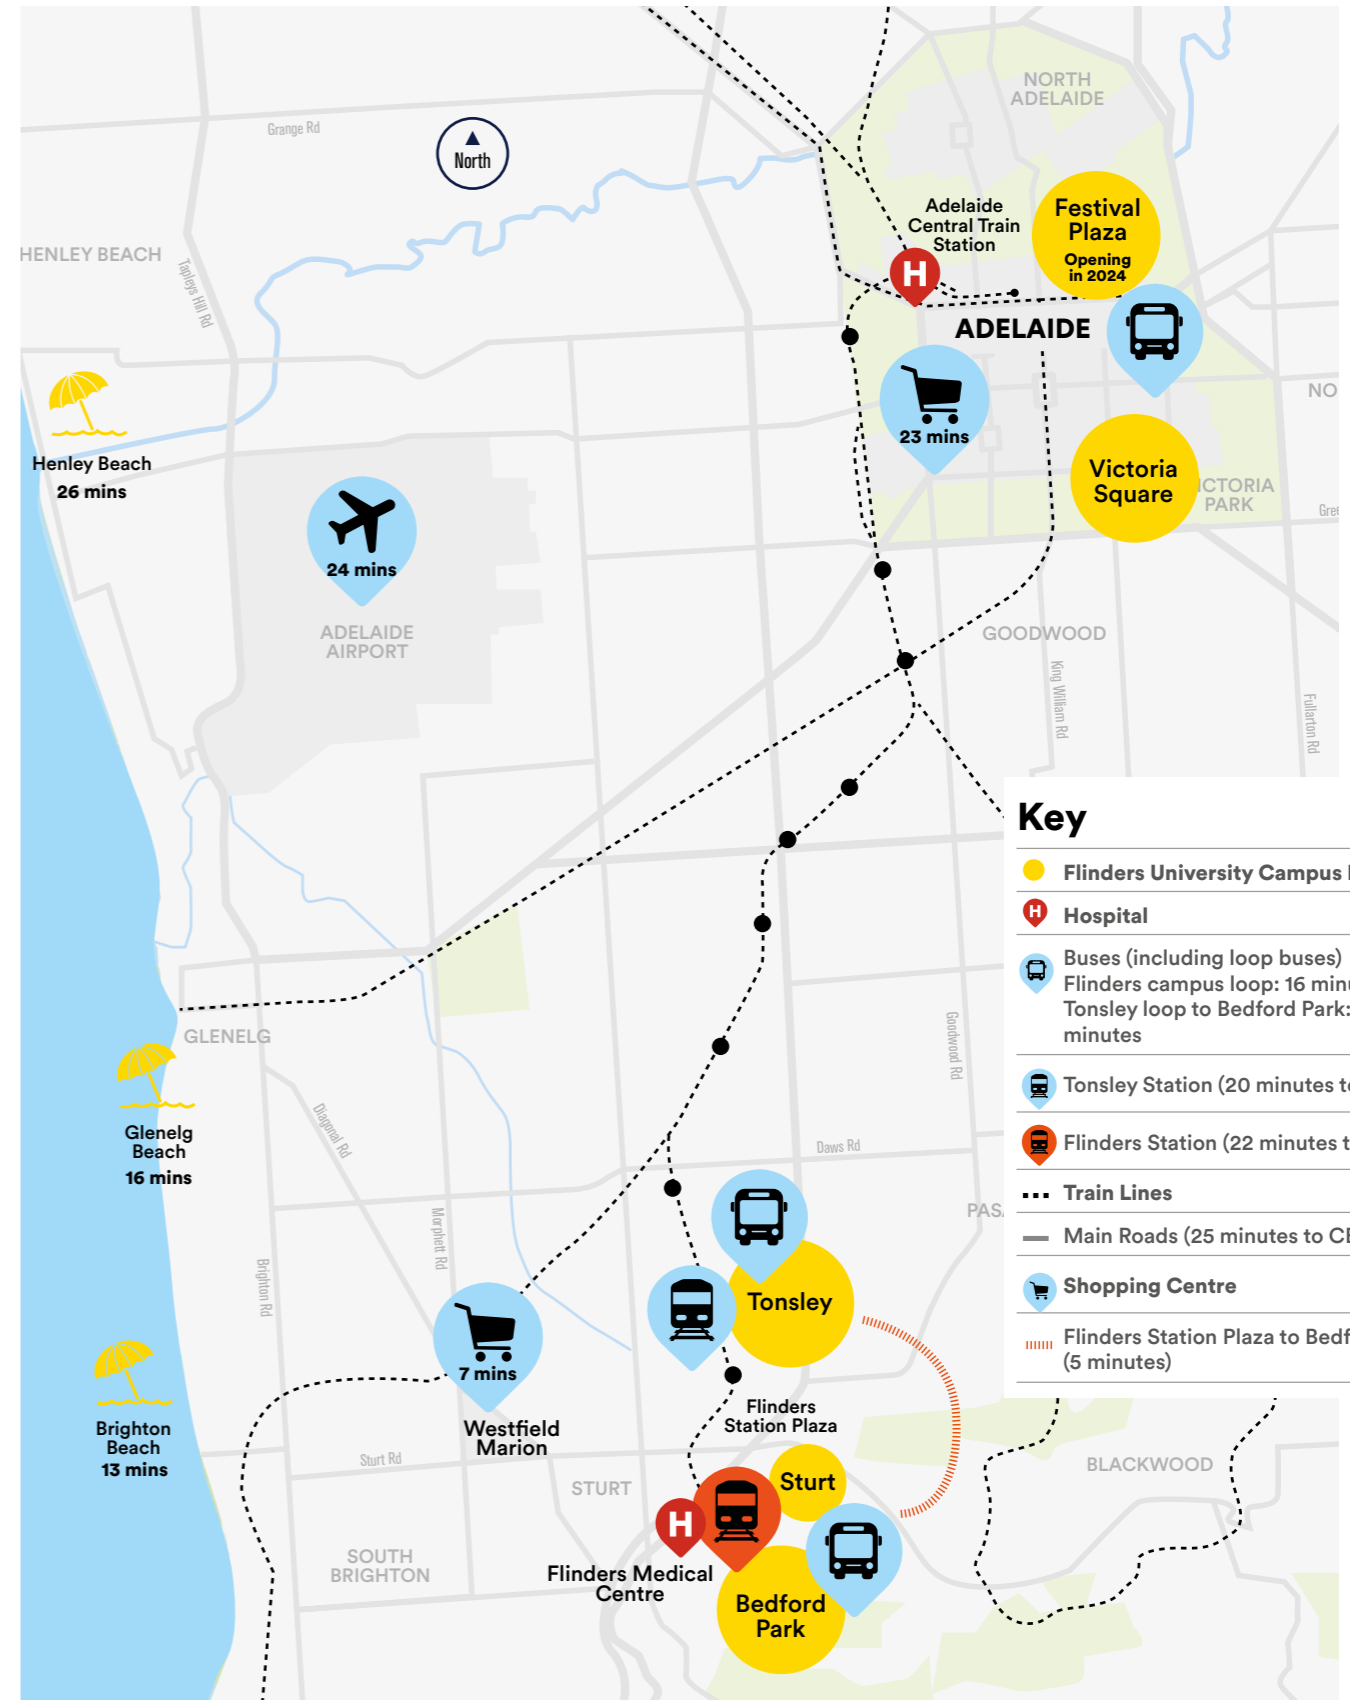 NORTH
ADELAIDE
Grange Rd
North
Adelaide
Central Train
Station
H
Festival
Plaza
Opening
in 2024
HENLEY BEACH
Tapleys Hill Rd
ADELAIDE
23 mins
NO
Henley Beach
26 mins
Victoria
Square
ICTORIA
PARK
24 mins
ADELAIDE
AIRPORT
GOODWOOD
King William Rd
Fullarton Rd
Key
Flinders University Campus
H Hospital
Buses (including loop buses)
Flinders campus loop: 16
Tonsley loop to Bedford Park:
minutes
Tonsley Station (20 minutes
Flinders Station (22 minutes
Train Lines
Main Roads (25 minutes to
Shopping Centre
Flinders Station Plaza to
(5 minutes)
GLENELG
Goodwood Rd
Glenelg
Beach
16 mins
Diagonal Rd
Daws Rd
Morphett Rd
Brighton Rd
Tonsley
7 mins
Westfield
Marion
Flinders
Station Plaza
Brighton
Beach
13 mins
Sturt Rd
STURT
Sturt
BLACKWOOD
H
SOUTH
BRIGHTON
Flinders Medical
Centre
Bedford
Park